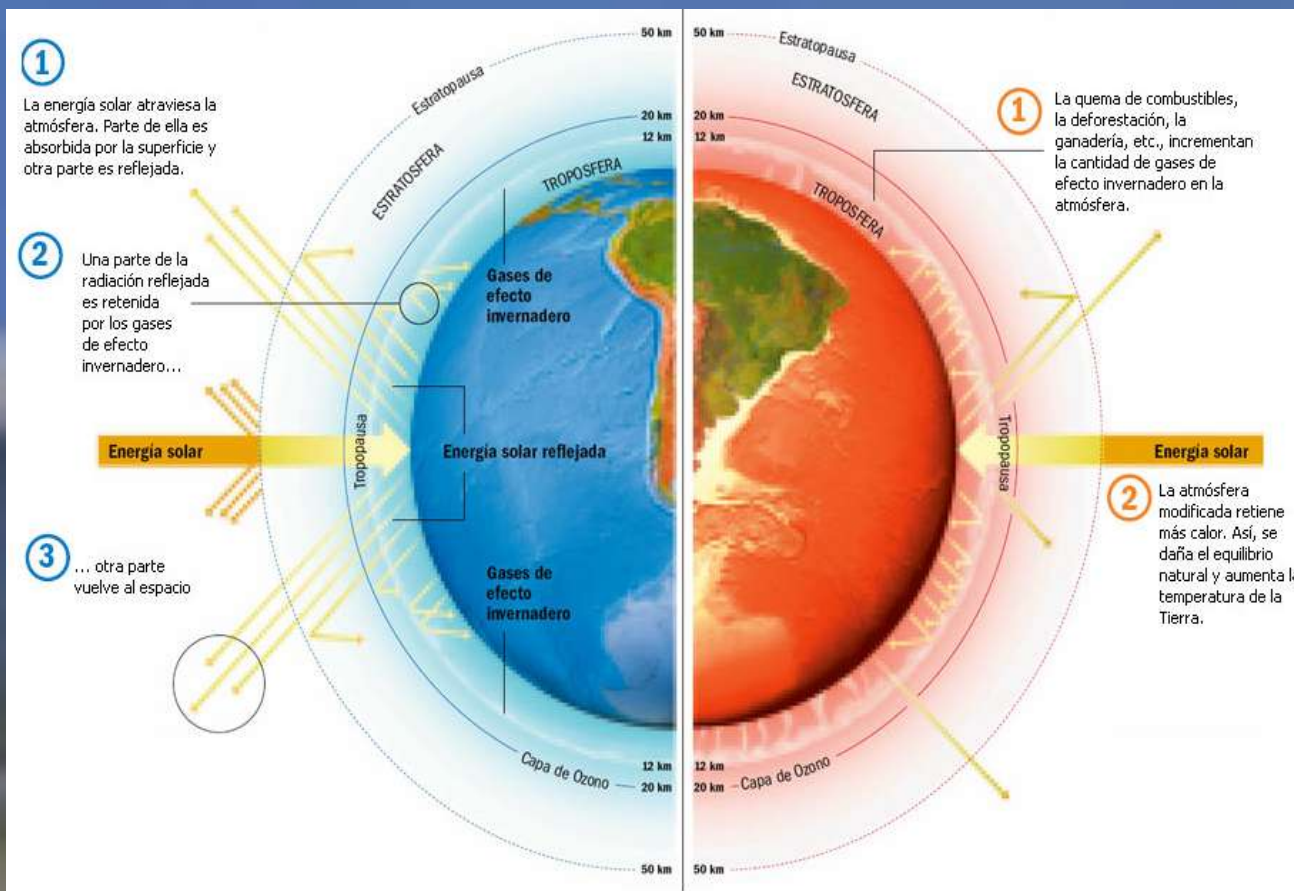 1
La energía solar atraviesa la
atmósfera. Parte de ella es
absorbida por la superficie y
otra parte es reflejada.
2
Una parte de la
radiación reflejada
es retenida
por los gases
de efecto
invernadero...
Energía solar
3
... otra parte
vuelve al espacio
50 km
Estratopausa
20 km
12 km
ESTRATOSFERA
TROPOSFERA
Gases de
efecto
invernadero
Tropopausa
Energía solar reflejada
Gases de
efecto
invernadero
Capa de Ozono
12 km
20 km
50 km
50 km
Estratopausa
ESTRATOSFERA
20 km
12 km
TROPOSFERA
1
La quema de combustibles,
la deforestación, la
ganadería, etc., incrementan
la cantidad de gases de
efecto invernadero en la
atmósfera.
Tropopausa
Energía solar
2
La atmósfera
modificada retiene
más calor. Así, se
daña el equilibrio
natural y aumenta la
temperatura de la
Tierra.
12 km
20 km
Capa de Ozono
50 km